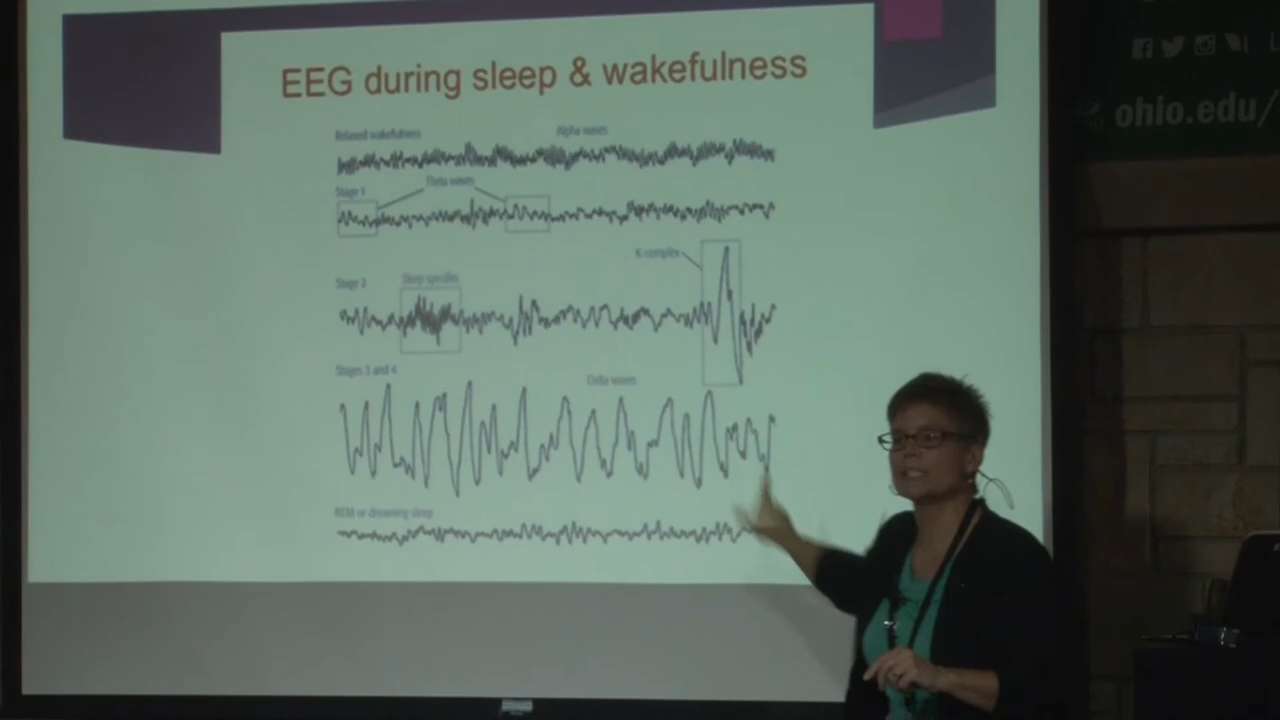 EEG during sleep & wakefulness
Relaxed wakefulness
Alpha waves
Theta waves
Stage 1
K complex
Sleep spindles
Stage 2
Stages 3 and 4
Delta waves
REM or dreaming sleep
ohio.edu/